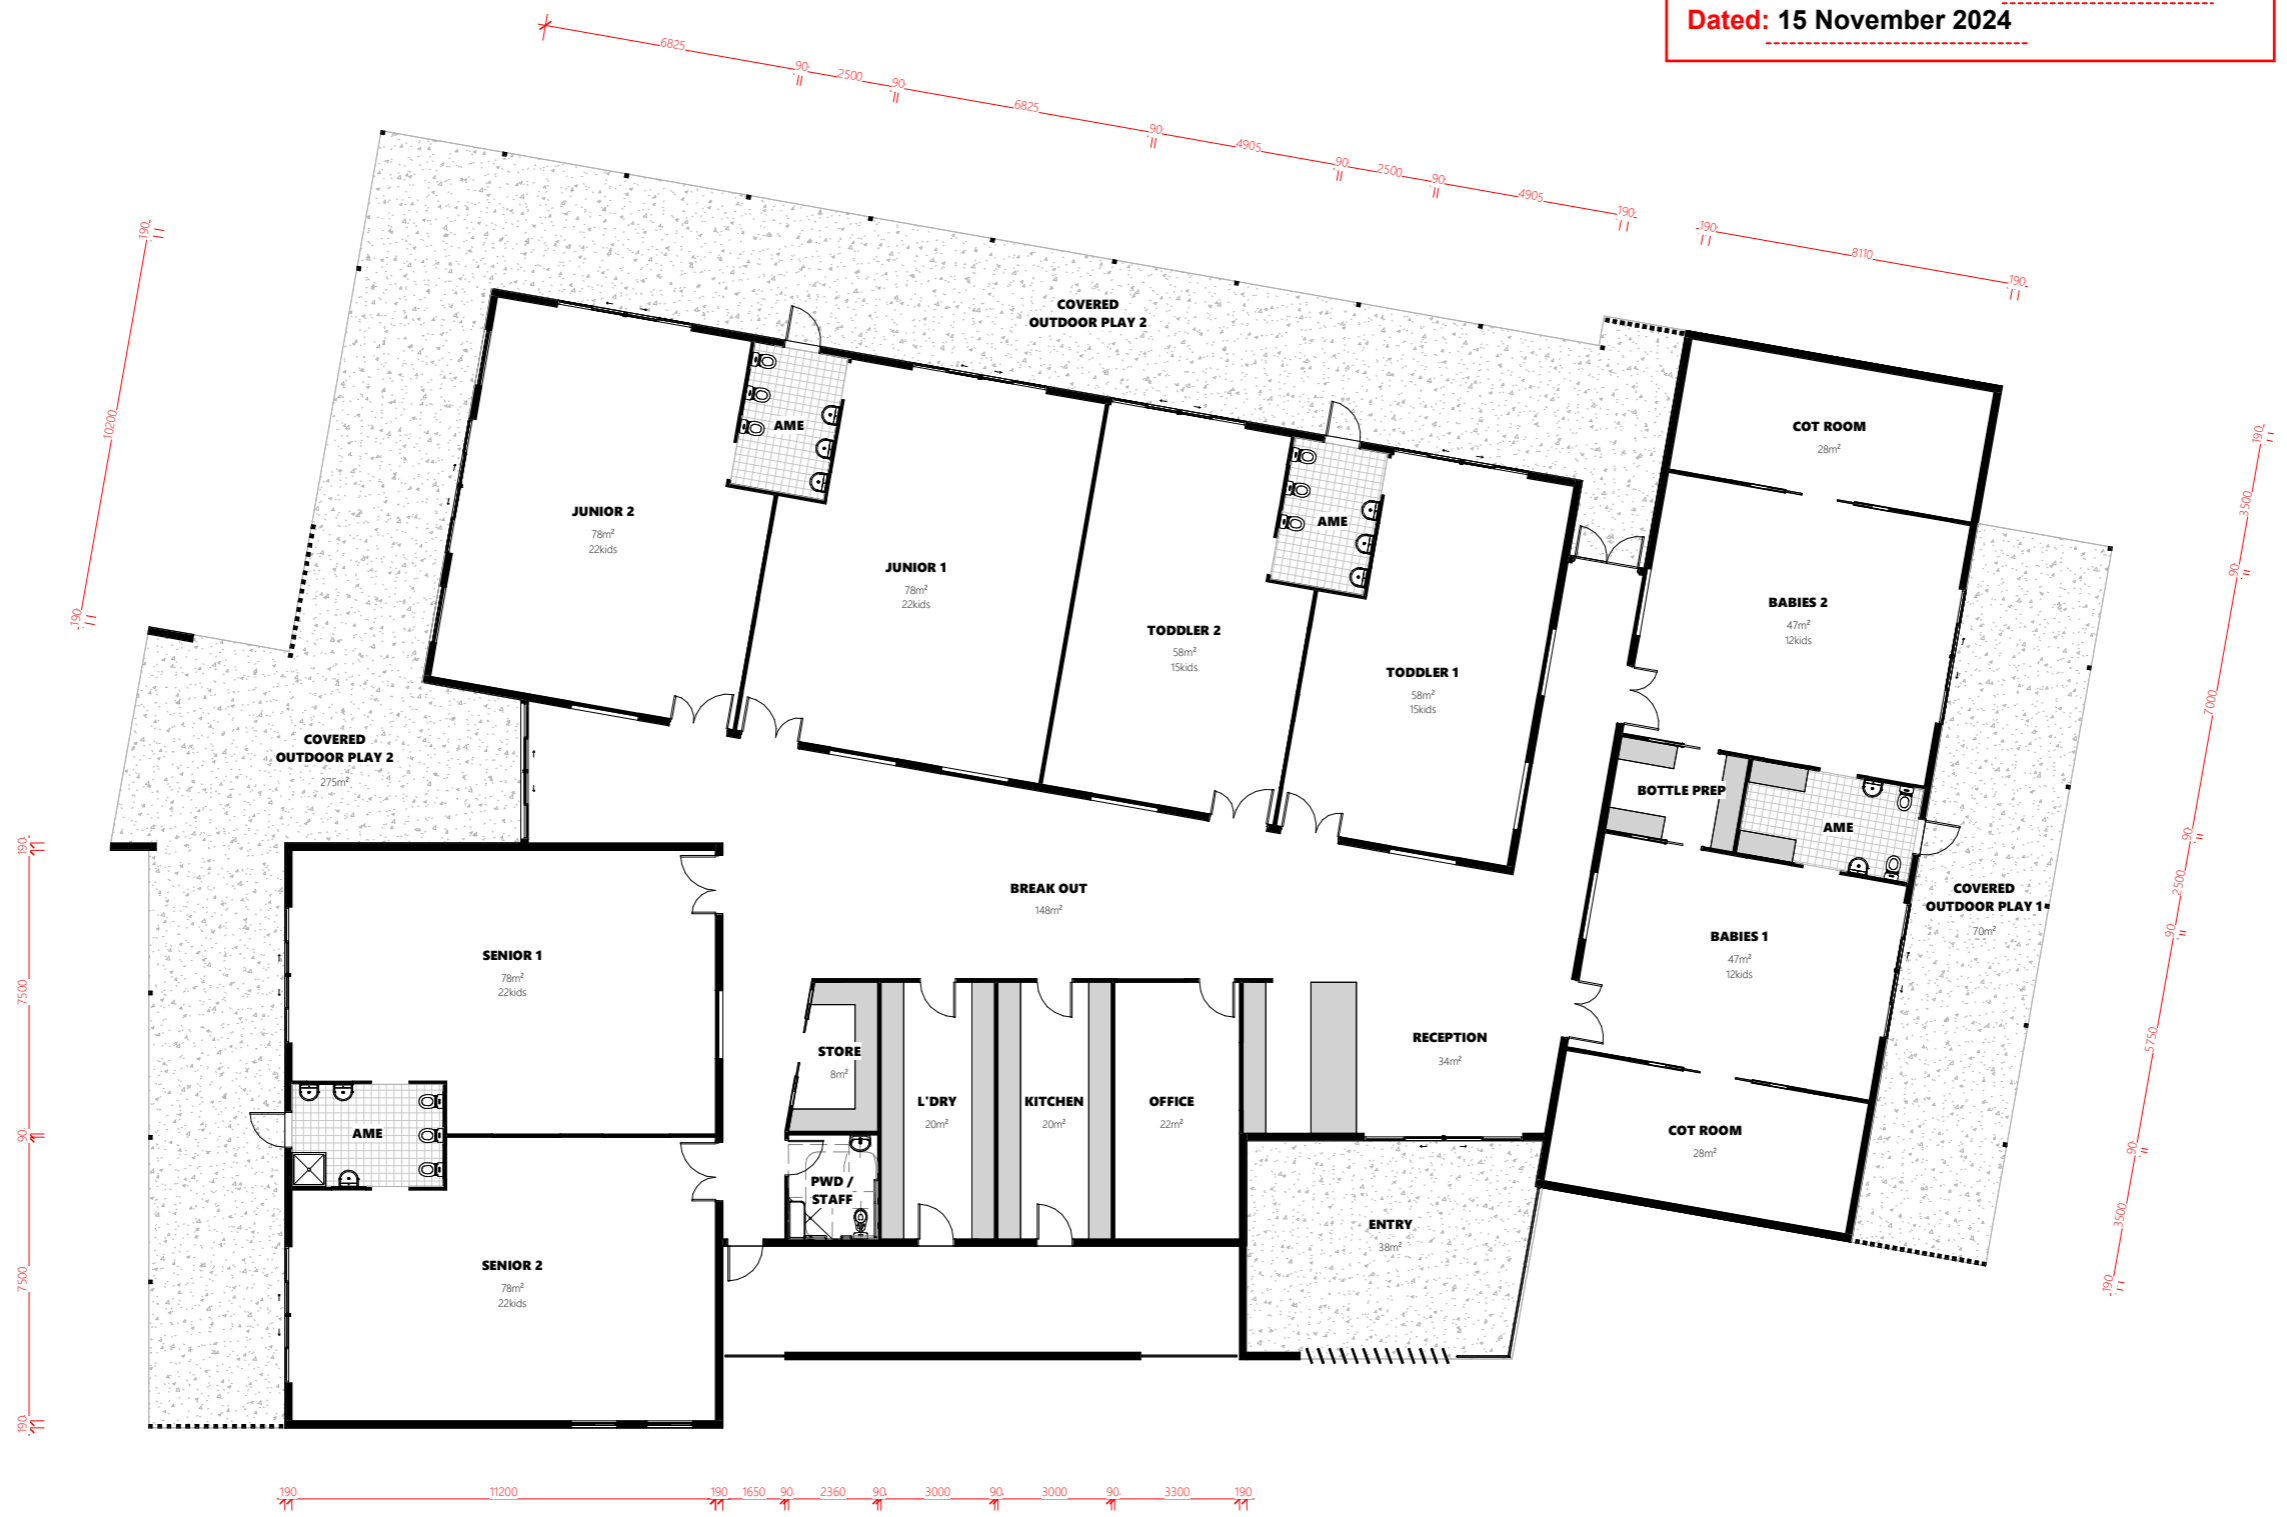 Dated: 15 November 2024
6825
90
2500
90
6825
90
4905
90
2500
90
4905
190
190
8110
190
190
10200
190
COVERED
OUTDOOR PLAY 2
COT ROOM
28m²
AME
JUNIOR 2
78m²
22kids
AME
JUNIOR 1
78m²
22kids
TODDLER 2
58m²
15kids
TODDLER 1
58m²
15kids
BABIES 2
47m²
12kids
190
3500
90
7000
90
2500
90
5750
90
3500
190
COVERED
OUTDOOR PLAY 2
275m²
BOTTLE PREP
AME
BREAK OUT
148m²
COVERED
OUTDOOR PLAY 1
70m²
BABIES 1
47m²
12kids
SENIOR 1
78m²
22kids
190
7500
90
7500
190
STORE
8m²
L'DRY
20m²
KITCHEN
20m²
OFFICE
22m²
RECEPTION
34m²
COT ROOM
28m²
AME
PWD /
STAFF
ENTRY
38m²
SENIOR 2
78m²
22kids
190
11200
190
1650
90
2360
90
3000
90
3000
90
3300
190